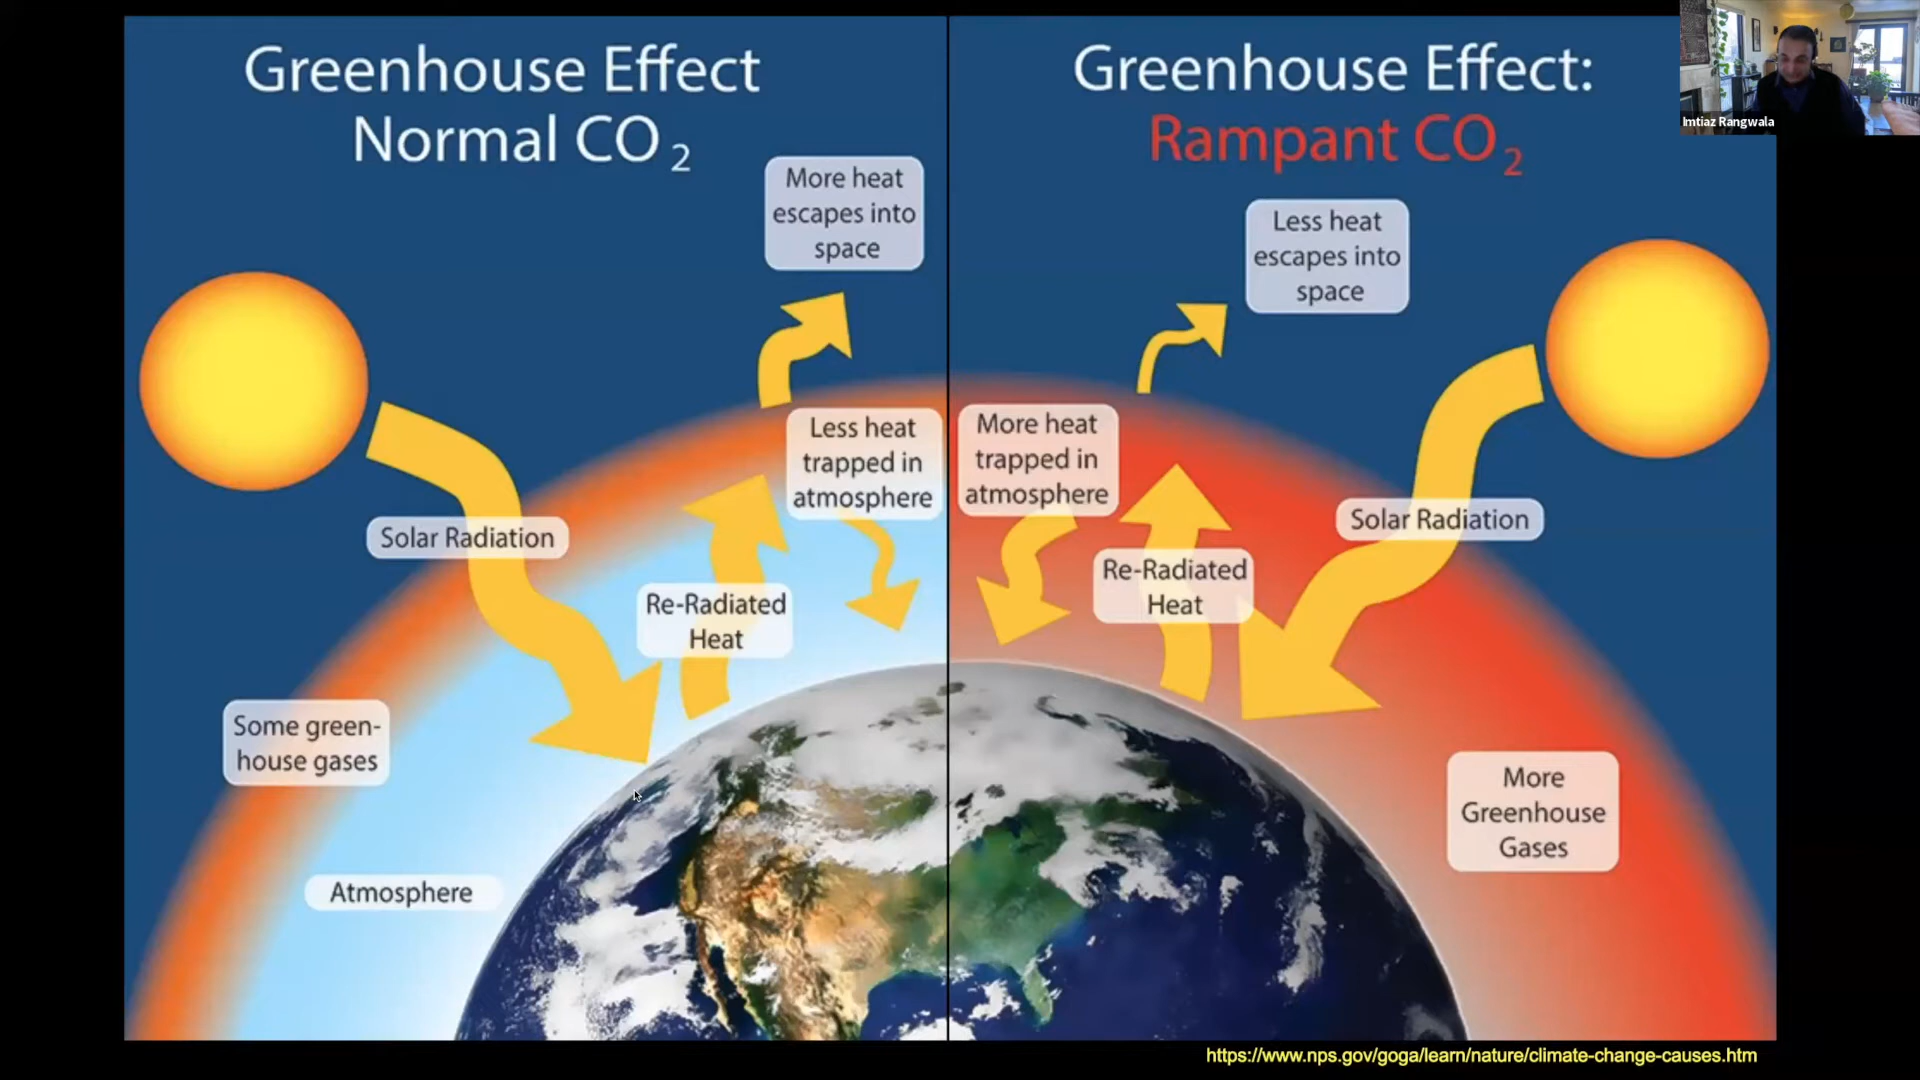 Greenhouse Effect
Normal CO₂
More heat
escapes into
space
Less heat
trapped in
atmosphere
Solar Radiation
Re-Radiated
Heat
Some green-
house gases
Atmosphere
Greenhouse Effect:
Rampant CO₂
Less heat
escapes into
space
More heat
trapped in
atmosphere
Re-Radiated
Heat
Solar Radiation
More
Greenhouse
Gases
Imtiaz Rangwala
https://www.nps.gov/goga/learn/nature/climate-change-causes.htm